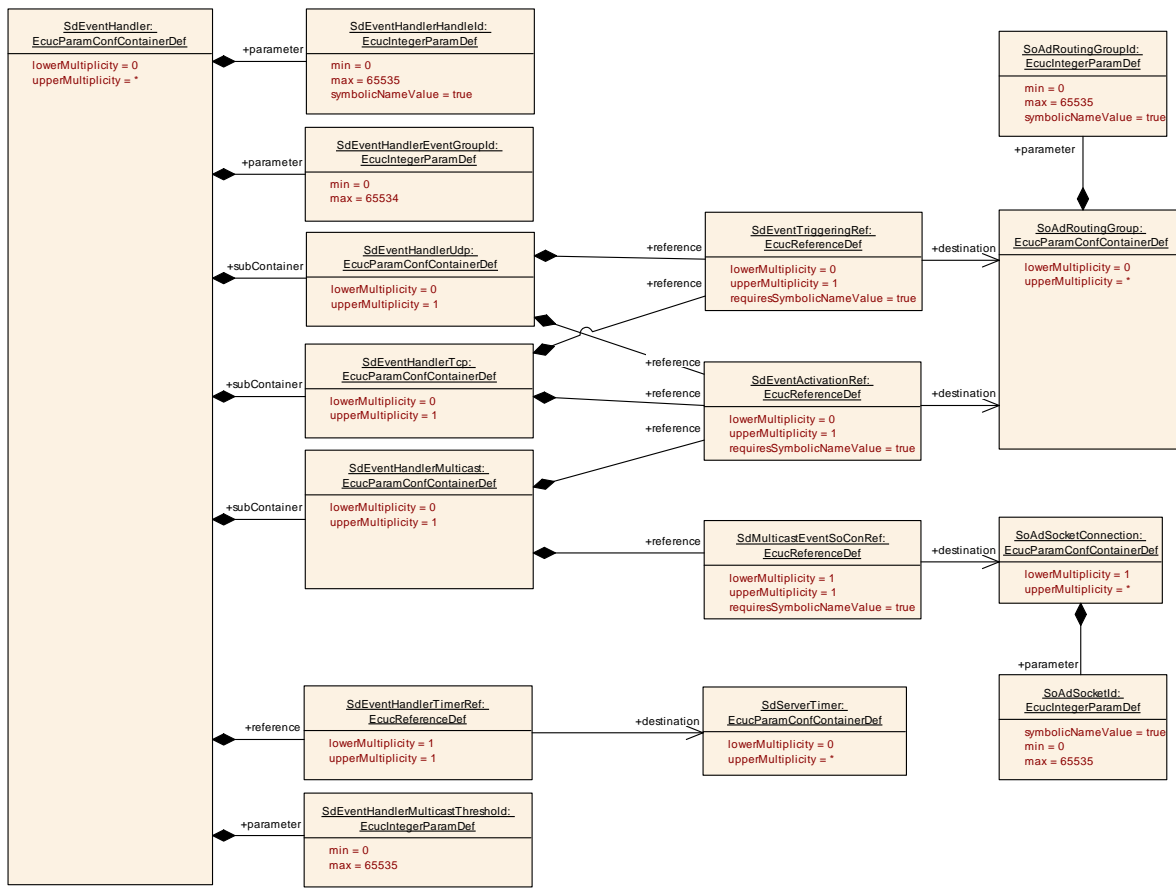 SdEventHandler:
EcucParamConfContainerDef
lowerMultiplicity = 0
upperMultiplicity = *
+parameter
SdEventHandlerHandleId:
EcucIntegerParamDef
min = 0
max = 65535
symbolicNameValue = true
+parameter
SdEventHandlerEventGroupId:
EcucIntegerParamDef
min = 0
max = 65534
+subContainer
SdEventHandlerUdp:
EcucParamConfContainerDef
lowerMultiplicity = 0
upperMultiplicity = 1
+subContainer
SdEventHandlerTcp:
EcucParamConfContainerDef
lowerMultiplicity = 0
upperMultiplicity = 1
+subContainer
SdEventHandlerMulticast:
EcucParamConfContainerDef
lowerMultiplicity = 0
upperMultiplicity = 1
+reference
SdEventHandlerTimerRef:
EcucReferenceDef
lowerMultiplicity = 1
upperMultiplicity = 1
+parameter
SdEventHandlerMulticastThreshold:
EcucIntegerParamDef
min = 0
max = 65535
+reference
+reference
SdEventTriggeringRef:
EcucReferenceDef
lowerMultiplicity = 0
upperMultiplicity = 1
requiresSymbolicNameValue = true
+reference
+reference
+reference
SdEventActivationRef:
EcucReferenceDef
lowerMultiplicity = 0
upperMultiplicity = 1
requiresSymbolicNameValue = true
+reference
SdMulticastEventSoConRef:
EcucReferenceDef
lowerMultiplicity = 1
upperMultiplicity = 1
requiresSymbolicNameValue = true
+destination
SdServerTimer:
EcucParamConfContainerDef
lowerMultiplicity = 0
upperMultiplicity = *
SoAdRoutingGroupId:
EcucIntegerParamDef
min = 0
max = 65535
symbolicNameValue = true
+parameter
+destination
SoAdRoutingGroup:
EcucParamConfContainerDef
lowerMultiplicity = 0
upperMultiplicity = *
+destination
+destination
SoAdSocketConnection:
EcucParamConfContainerDef
lowerMultiplicity = 1
upperMultiplicity = *
+parameter
SoAdSocketId:
EcucIntegerParamDef
symbolicNameValue = true
min = 0
max = 65535